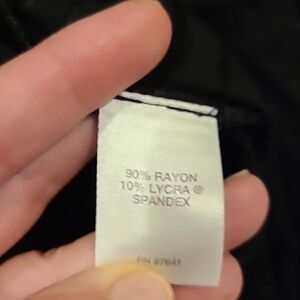 90% RAYON
10% LYCRA ®
SPANDEX
RN 97641